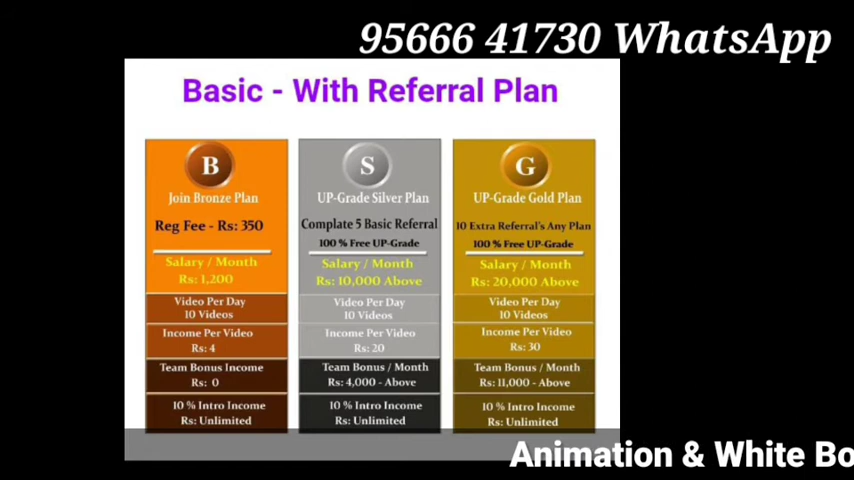 95666 41730 WhatsApp
Basic - With Referral Plan
B
Join Bronze Plan
Reg Fee - Rs: 350
Salary / Month
Rs: 1,200
Video Per Day
10 Videos
Income Per Video
Rs: 4
Team Bonus Income
Rs: 0
10 % Intro Income
Rs: Unlimited
S
UP-Grade Silver Plan
Complate 5 Basic Referral
100 % Free UP-Grade
Salary / Month
Rs: 10,000 Above
Video Per Day
10 Videos
Income Per Video
Rs: 20
Team Bonus / Month
Rs: 4,000 - Above
10 % Intro Income
Rs: Unlimited
G
UP-Grade Gold Plan
10 Extra Referral's Any Plan
100 % Free UP-Grade
Salary / Month
Rs: 20,000 Above
Video Per Day
10 Videos
Income Per Video
Rs: 30
Team Bonus / Month
Rs: 11,000 - Above
10 % Intro Income
Rs: Unlimited
Animation & White Bo